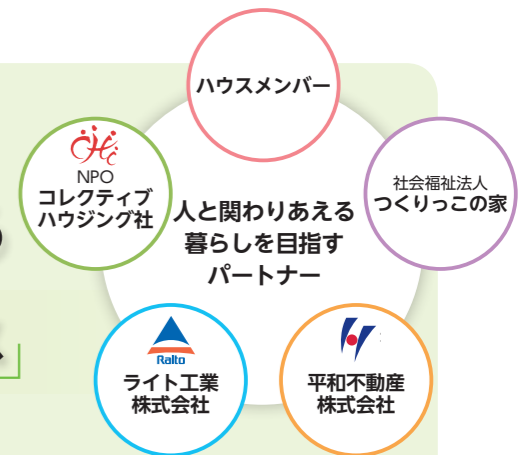 ハウスメンバー
CHC
NPO
コレクティブ
ハウジング社
社会福祉法人
つくりっこの家
人と関わりあえる
暮らしを目指す
パートナー
Raito
ライト工業
株式会社
平和不動産
株式会社
」